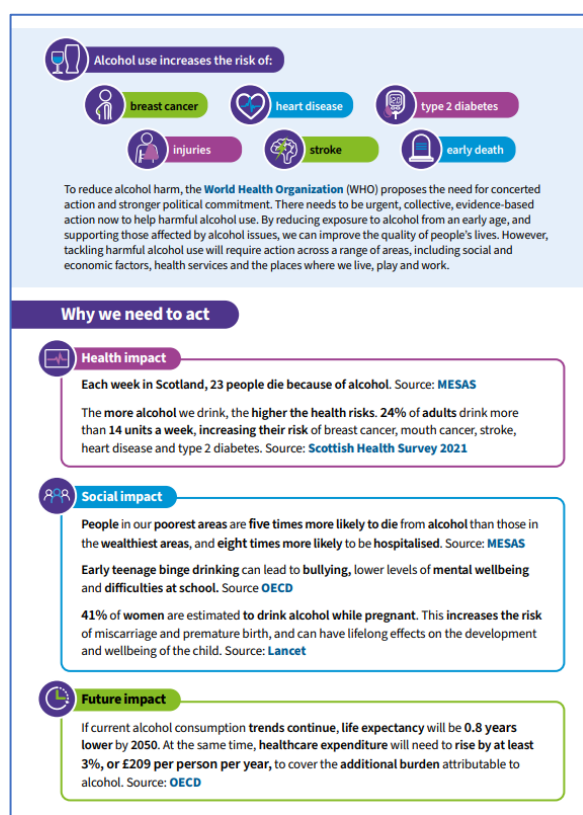 Alcohol use increases the risk of:
breast cancer
heart disease
type 2 diabetes
injuries
stroke
early death
To reduce alcohol harm, the World Health Organization (WHO) proposes the need for concerted
action and stronger political commitment. There needs to be urgent, collective, evidence-based
action now to help harmful alcohol use. By reducing exposure to alcohol from an early age, and
supporting those affected by alcohol issues, we can improve the quality of people's lives. However,
tackling harmful alcohol use will require action across a range of areas, including social and
economic factors, health services and the places where we live, play and work.
Why we need to act
Health impact
Each week in Scotland, 23 people die because of alcohol. Source: MESAS
The more alcohol we drink, the higher the health risks. 24% of adults drink more
than 14 units a week, increasing their risk of breast cancer, mouth cancer, stroke,
heart disease and type 2 diabetes. Source: Scottish Health Survey 2021
Social impact
People in our poorest areas are five times more likely to die from alcohol than those in
the wealthiest areas, and eight times more likely to be hospitalised. Source: MESAS
Early teenage binge drinking can lead to bullying, lower levels of mental wellbeing
and difficulties at school. Source OECD
41% of women are estimated to drink alcohol while pregnant. This increases the risk
of miscarriage and premature birth, and can have lifelong effects on the development
and wellbeing of the child. Source: Lancet
Future impact
If current alcohol consumption trends continue, life expectancy will be 0.8 years
lower by 2050. At the same time, healthcare expenditure will need to rise by at least
3%, or £209 per person per year, to cover the additional burden attributable to
alcohol. Source: OECD